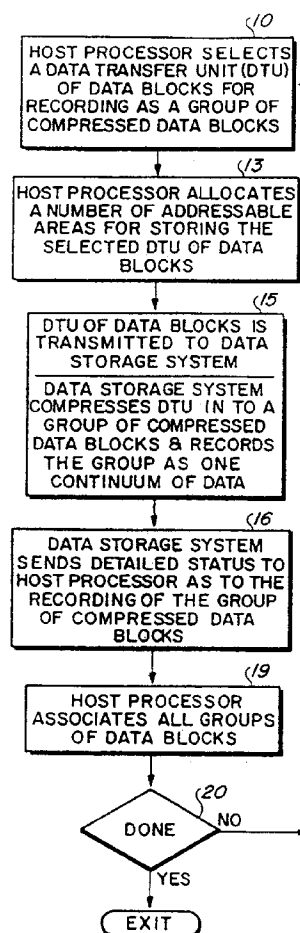 10
HOST PROCESSOR SELECTS
A DATA TRANSFER UNIT (DTU)
OF DATA BLOCKS FOR
RECORDING AS A GROUP OF
COMPRESSED DATA BLOCKS
13
HOST PROCESSOR ALLOCATES
A NUMBER OF ADDRESSABLE
AREAS FOR STORING THE
SELECTED DTU OF DATA
BLOCKS
15
DTU OF DATA BLOCKS IS
TRANSMITTED TO DATA
STORAGE SYSTEM
DATA STORAGE SYSTEM
COMPRESSES DTU IN TO A
GROUP OF COMPRESSED
DATA BLOCKS & RECORDS
THE GROUP AS ONE
CONTINUUM OF DATA
16
DATA STORAGE SYSTEM
SENDS DETAILED STATUS TO
HOST PROCESSOR AS TO THE
RECORDING OF THE GROUP
OF COMPRESSED DATA
BLOCKS
19
HOST PROCESSOR
ASSOCIATES ALL GROUPS
OF DATA BLOCKS
20
DONE
NO
YES
EXIT